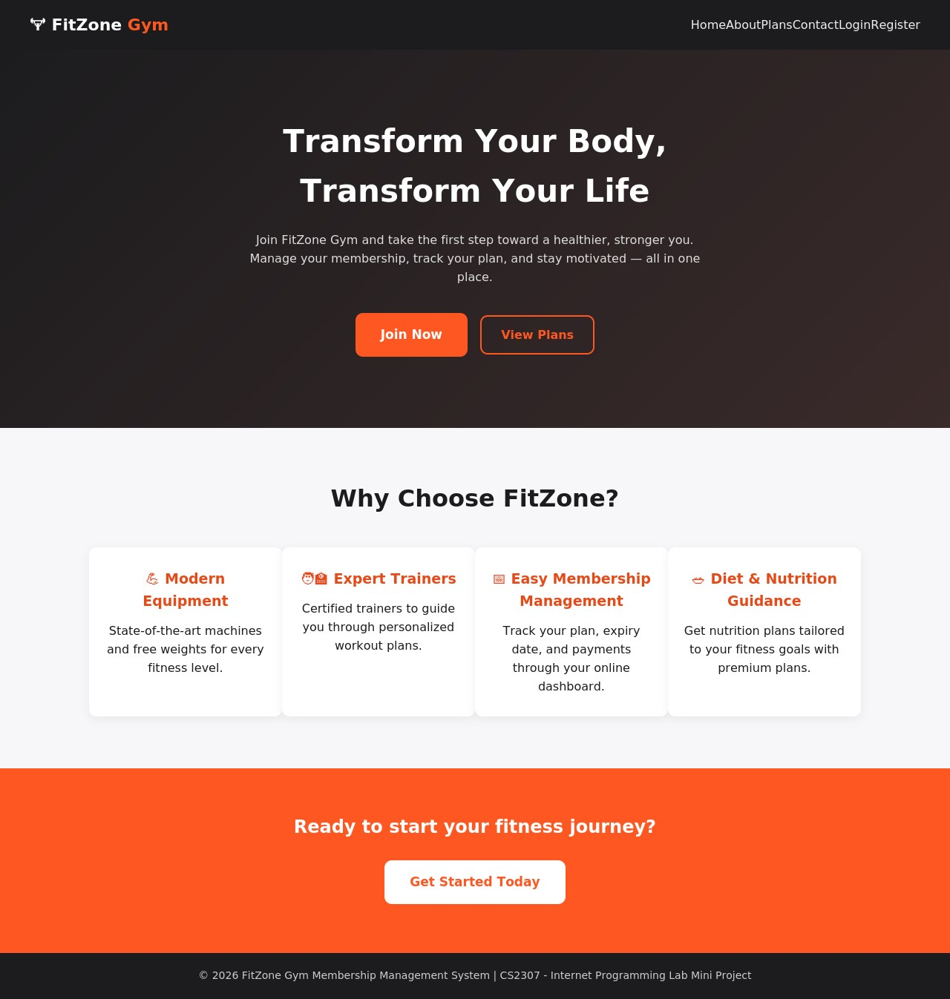 🏋 FitZone Gym
Home About Plans Contact Login Register
Transform Your Body,
Transform Your Life
Join FitZone Gym and take the first step toward a healthier, stronger you.
Manage your membership, track your plan, and stay motivated — all in one
place.
Join Now
View Plans
Why Choose FitZone?
💪 Modern
Equipment
State-of-the-art machines
and free weights for every
fitness level.
🧑‍🏫 Expert Trainers
Certified trainers to guide
you through personalized
workout plans.
📅 Easy Membership
Management
Track your plan, expiry
date, and payments
through your online
dashboard.
🥗 Diet & Nutrition
Guidance
Get nutrition plans tailored
to your fitness goals with
premium plans.
Ready to start your fitness journey?
Get Started Today
© 2026 FitZone Gym Membership Management System | CS2307 - Internet Programming Lab Mini Project